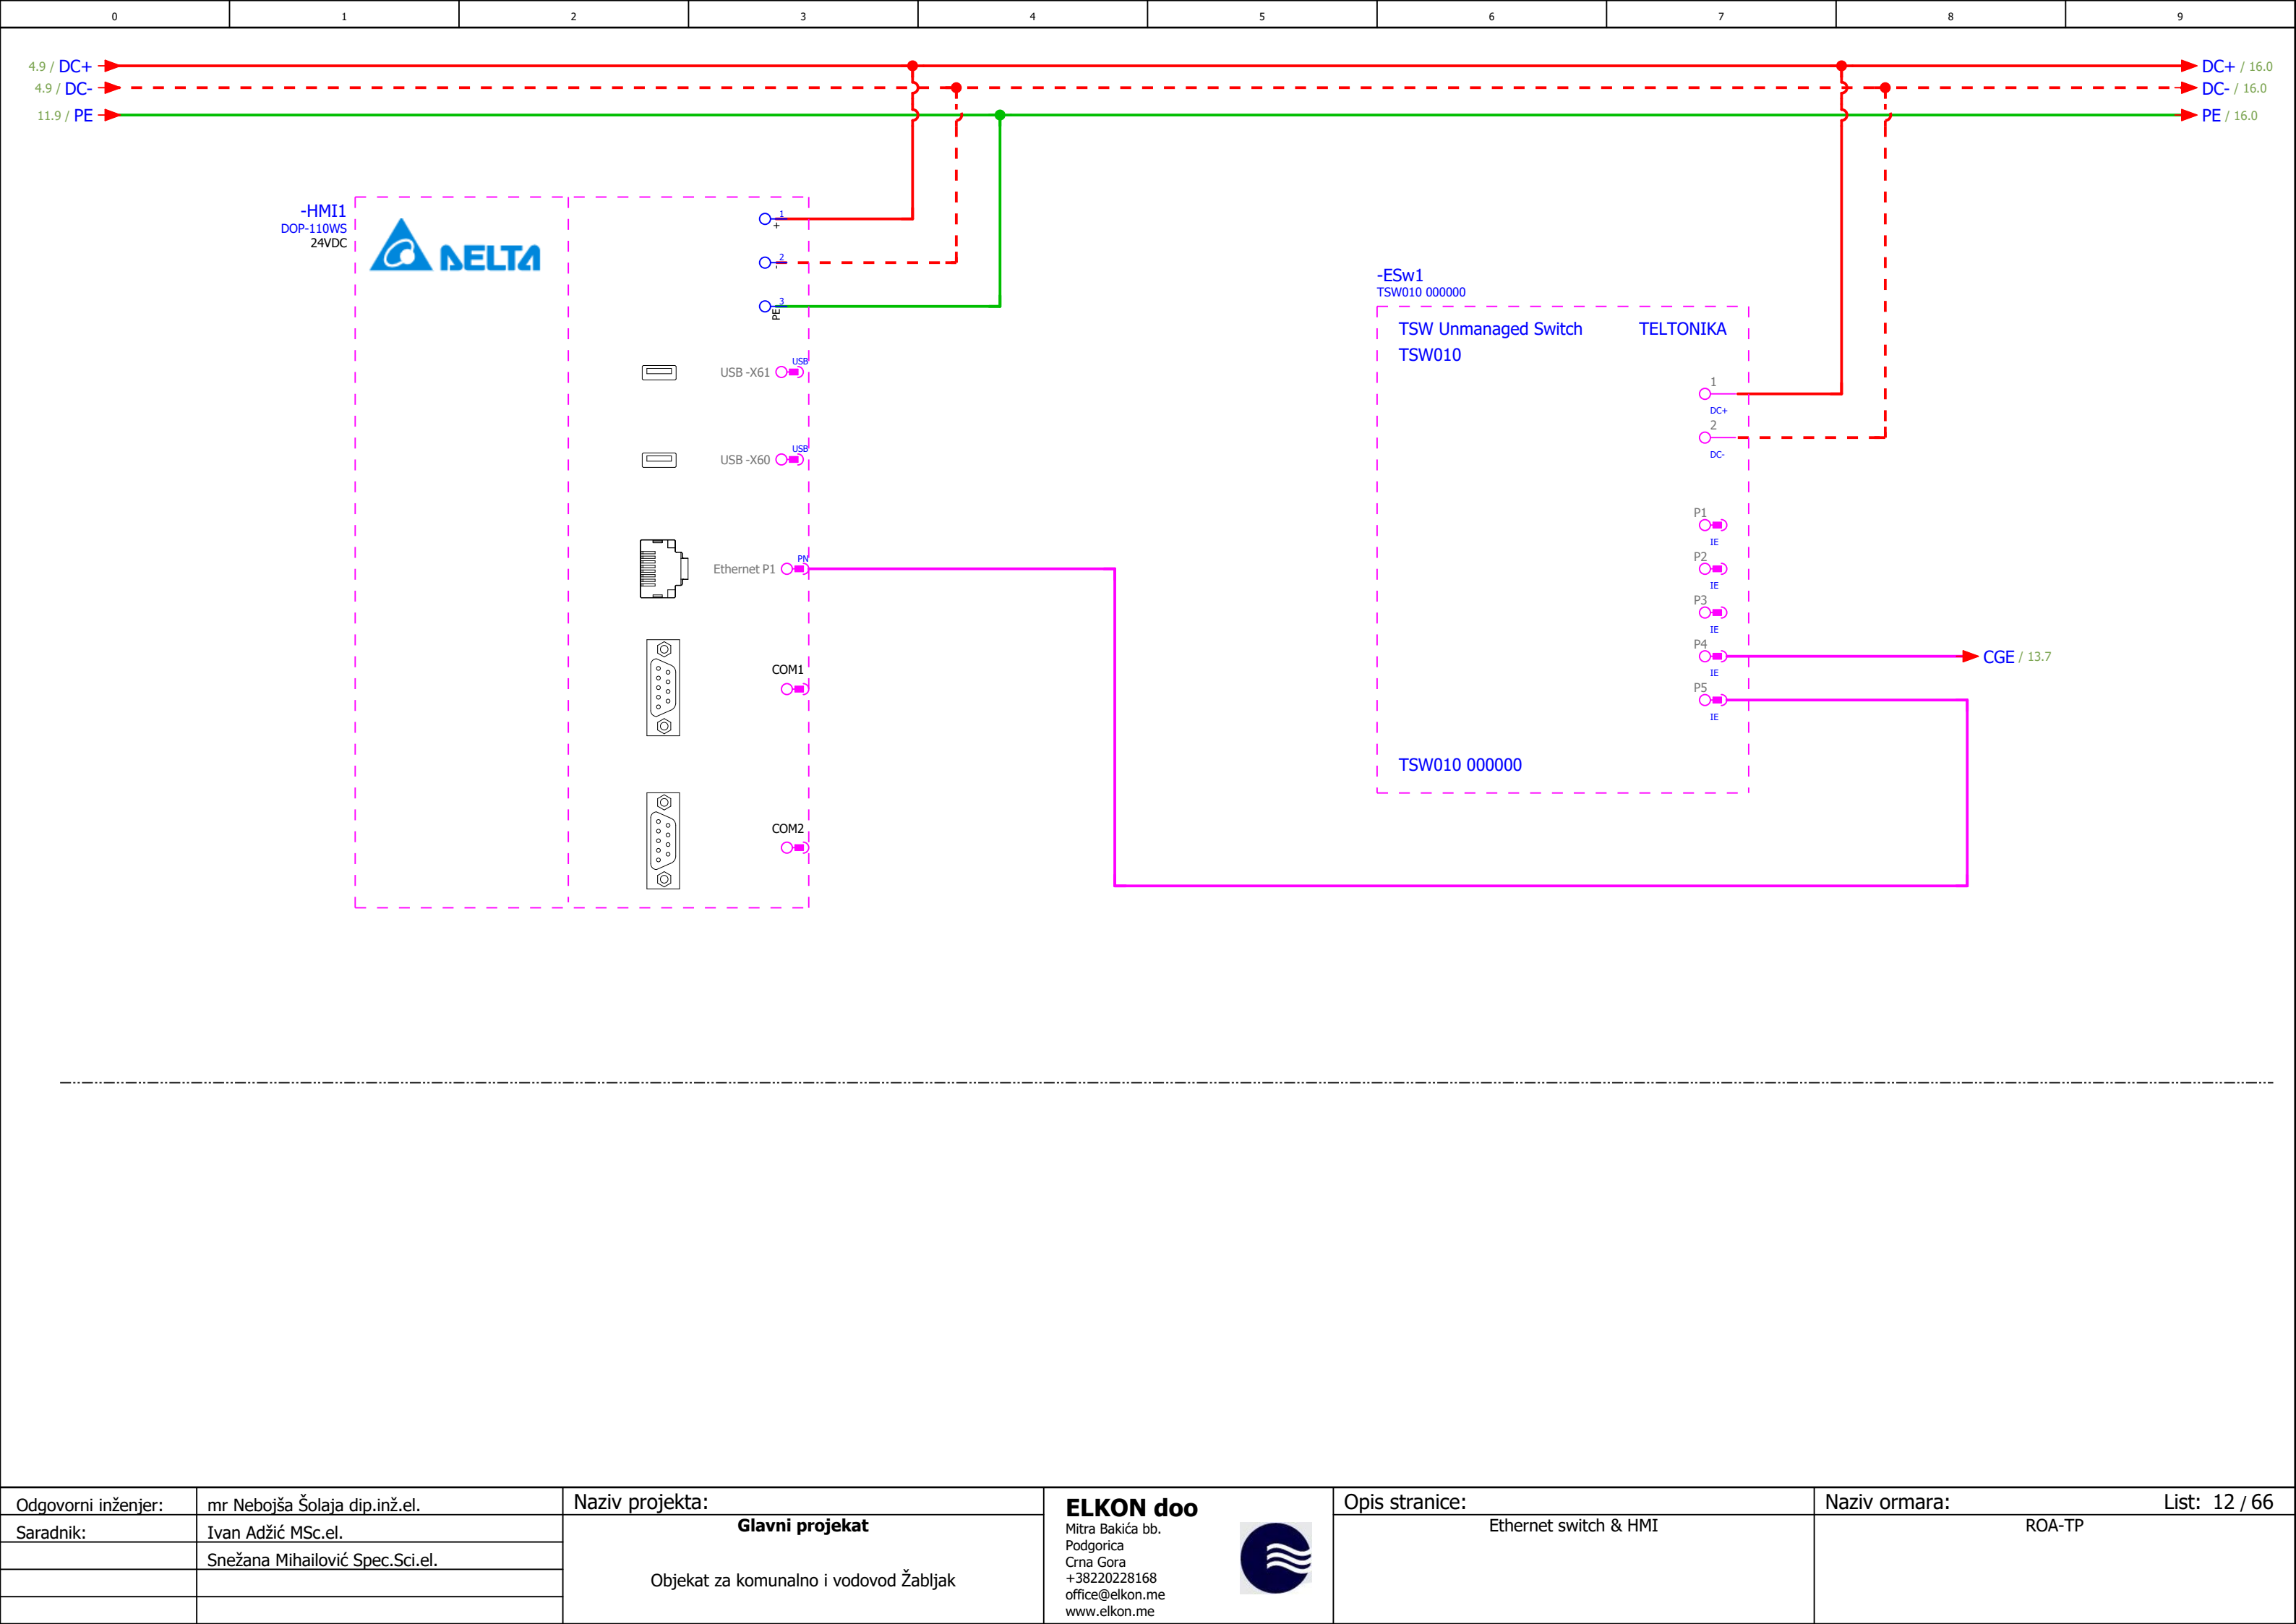 0 1 2 3 4 5 6 7 8 9
4.9 / DC+ DC+ / 16.0
4.9 / DC- DC- / 16.0
11.9 / PE PE / 16.0
-HMI1
DOP-110WS
24VDC
DELTA
1
+
2
-
3
PE
USB
USB -X61
USB
USB -X60
PN
Ethernet P1
COM1
COM2
-ESw1
TSW010 000000
TSW Unmanaged Switch TELTONIKA
TSW010
1
DC+
2
DC-
P1
IE
P2
IE
P3
IE
P4
CGE / 13.7
IE
P5
IE
TSW010 000000
Odgovorni inženjer: mr Nebojša Šolaja dip.inž.el.
Saradnik: Ivan Adžić MSc.el.
Snežana Mihailović Spec.Sci.el.
Naziv projekta:
Glavni projekat
Objekat za komunalno i vodovod Žabljak
ELKON doo
Mitra Bakića bb.
Podgorica
Crna Gora
+38220228168
office@elkon.me
www.elkon.me
Opis stranice:
Ethernet switch & HMI
Naziv ormara: List: 12 / 66
ROA-TP